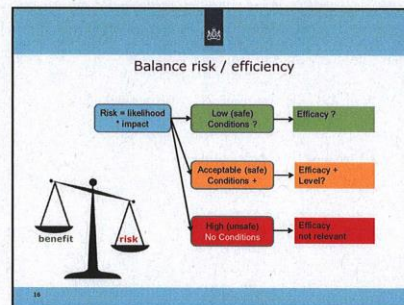 Balance risk / efficiency
Risk = likelihood
* impact
Low (safe)
Conditions ?
Efficacy ?
Acceptable (safe)
Conditions +
Efficacy +
Level?
High (unsafe)
No Conditions
Efficacy
not relevant
benefit
risk
16